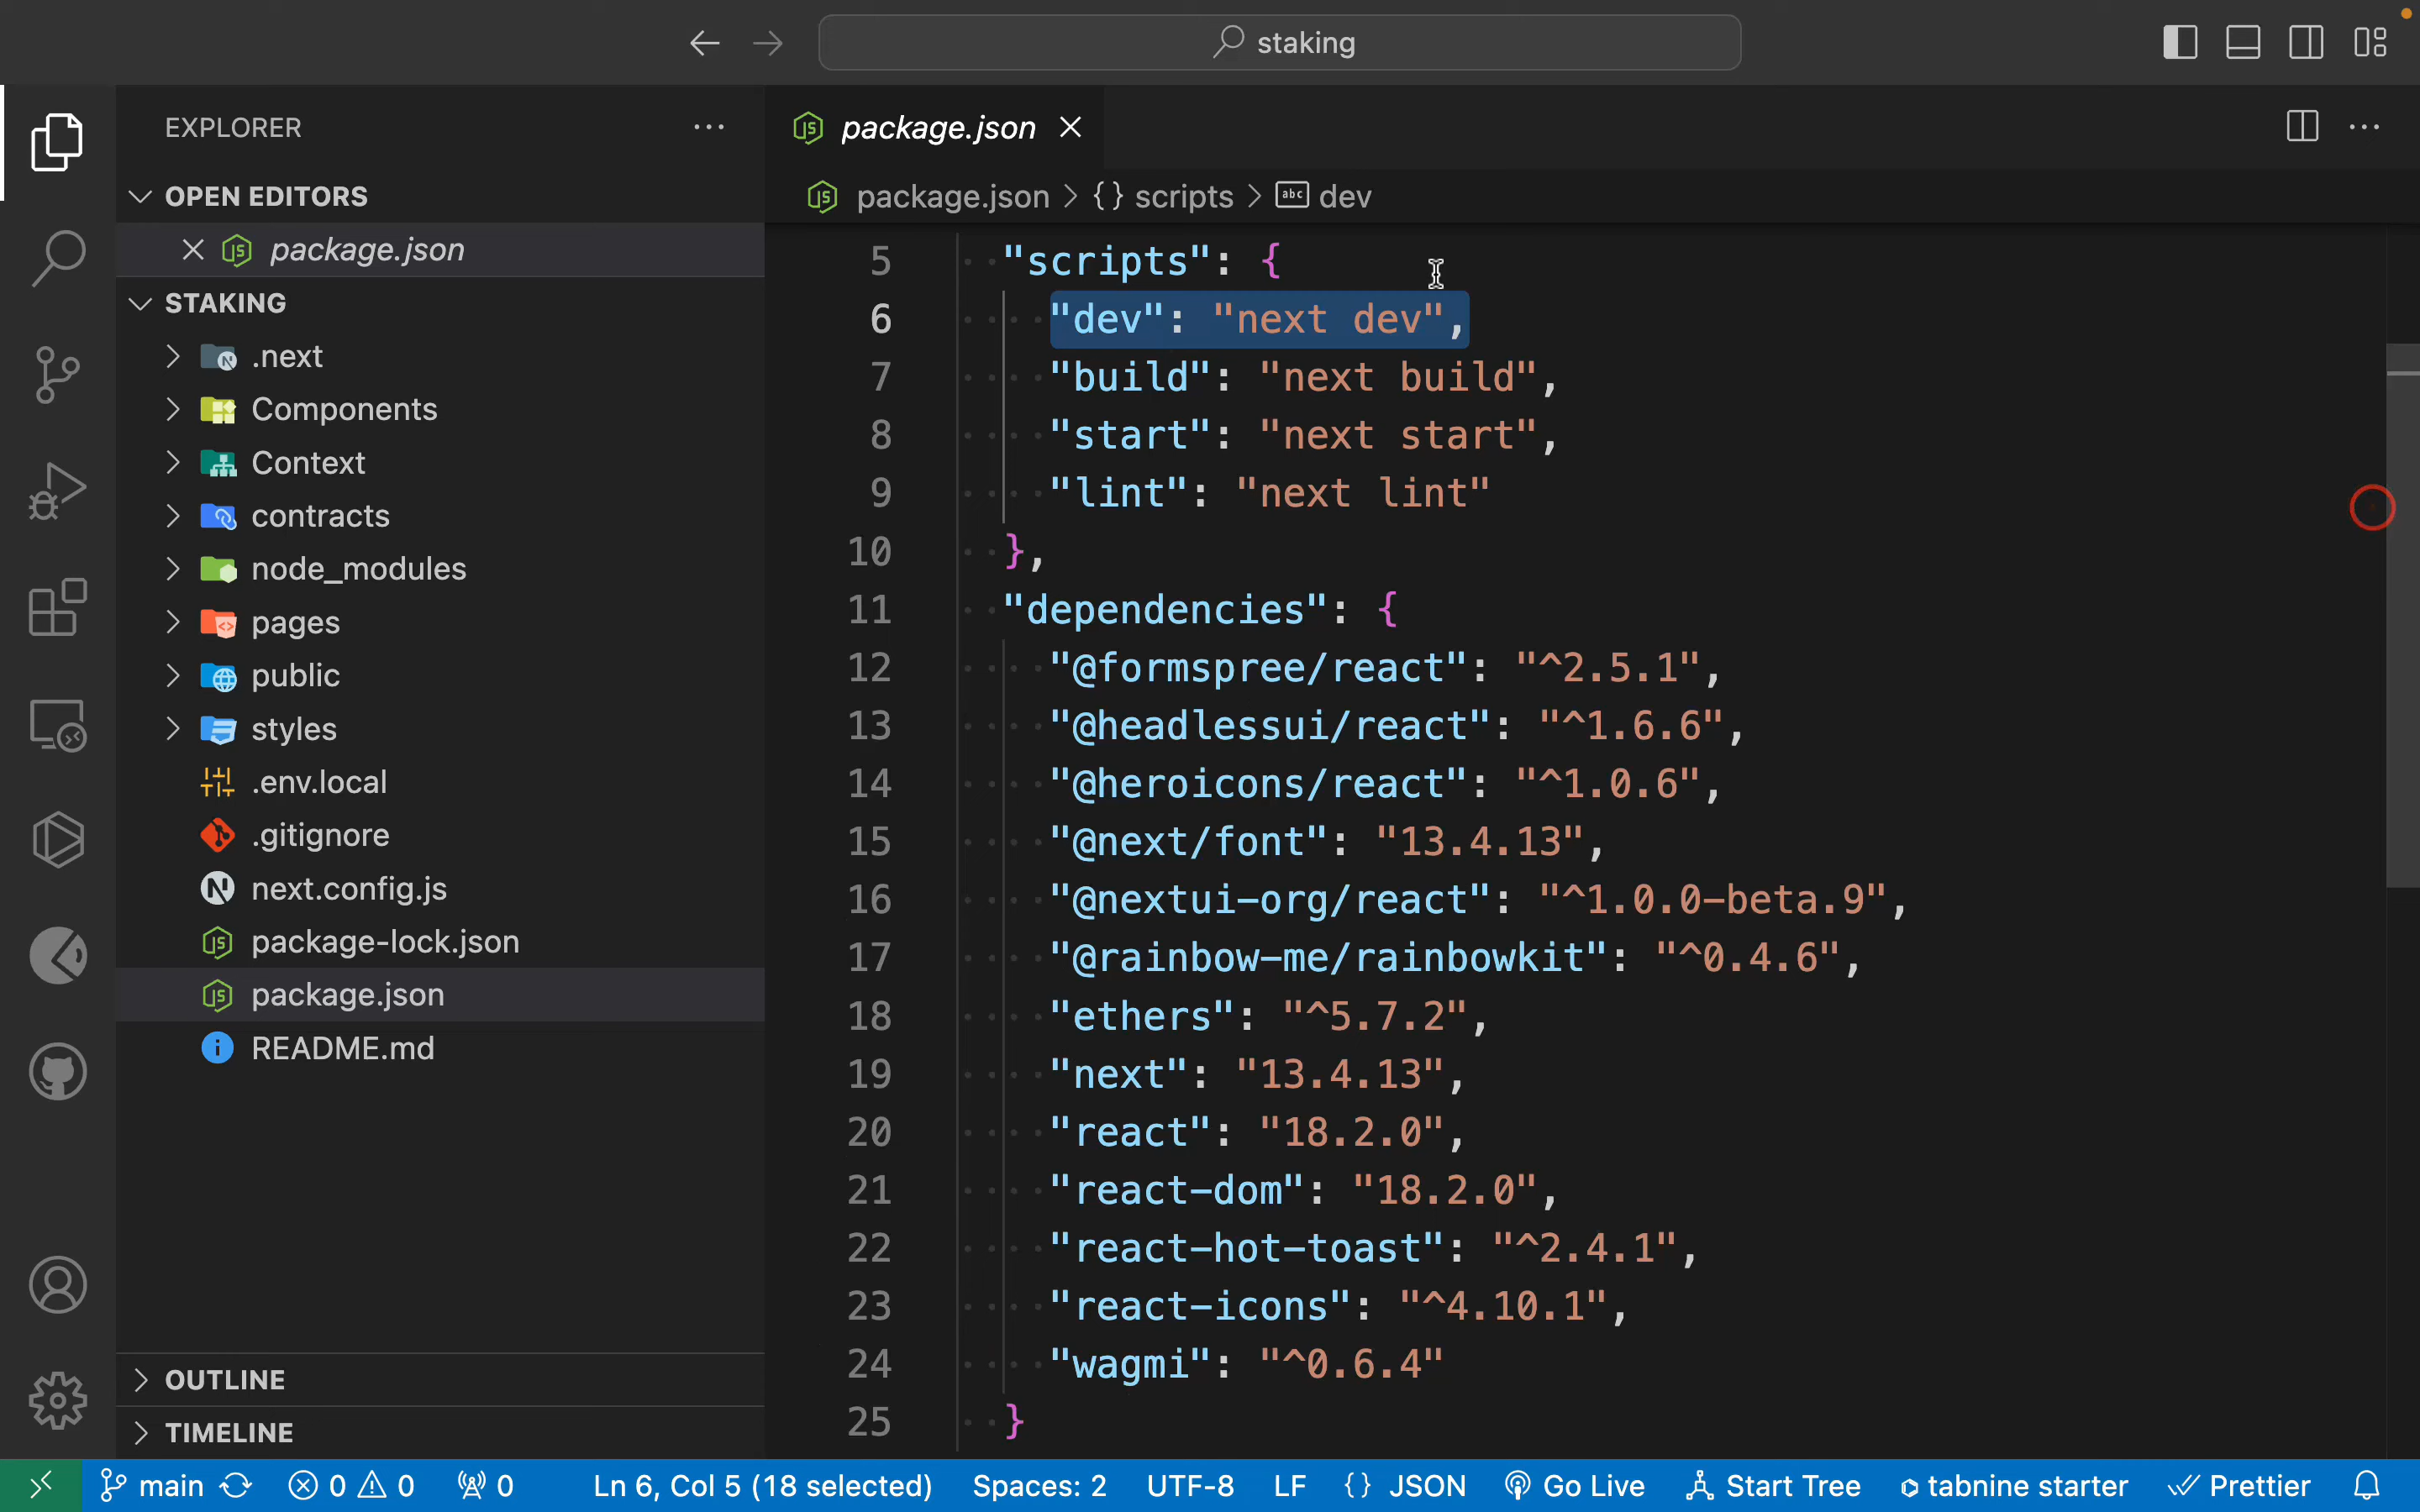 staking
EXPLORER
OPEN EDITORS
package.json
STAKING
.next
Components
Context
contracts
node_modules
pages
public
styles
.env.local
.gitignore
next.config.js
package-lock.json
package.json
README.md
OUTLINE
TIMELINE
package.json
package.json > {} scripts > abc dev
5 "scripts": {
6 "dev": "next dev",
7 "build": "next build",
8 "start": "next start",
9 "lint": "next lint"
10 },
11 "dependencies": {
12 "@formspree/react": "^2.5.1",
13 "@headlessui/react": "^1.6.6",
14 "@heroicons/react": "^1.0.6",
15 "@next/font": "13.4.13",
16 "@nextui-org/react": "^1.0.0-beta.9",
17 "@rainbow-me/rainbowkit": "^0.4.6",
18 "ethers": "^5.7.2",
19 "next": "13.4.13",
20 "react": "18.2.0",
21 "react-dom": "18.2.0",
22 "react-hot-toast": "^2.4.1",
23 "react-icons": "^4.10.1",
24 "wagmi": "^0.6.4"
25 }
main 0 0 0 Ln 6, Col 5 (18 selected) Spaces: 2 UTF-8 LF {} JSON Go Live Start Tree tabnine starter Prettier